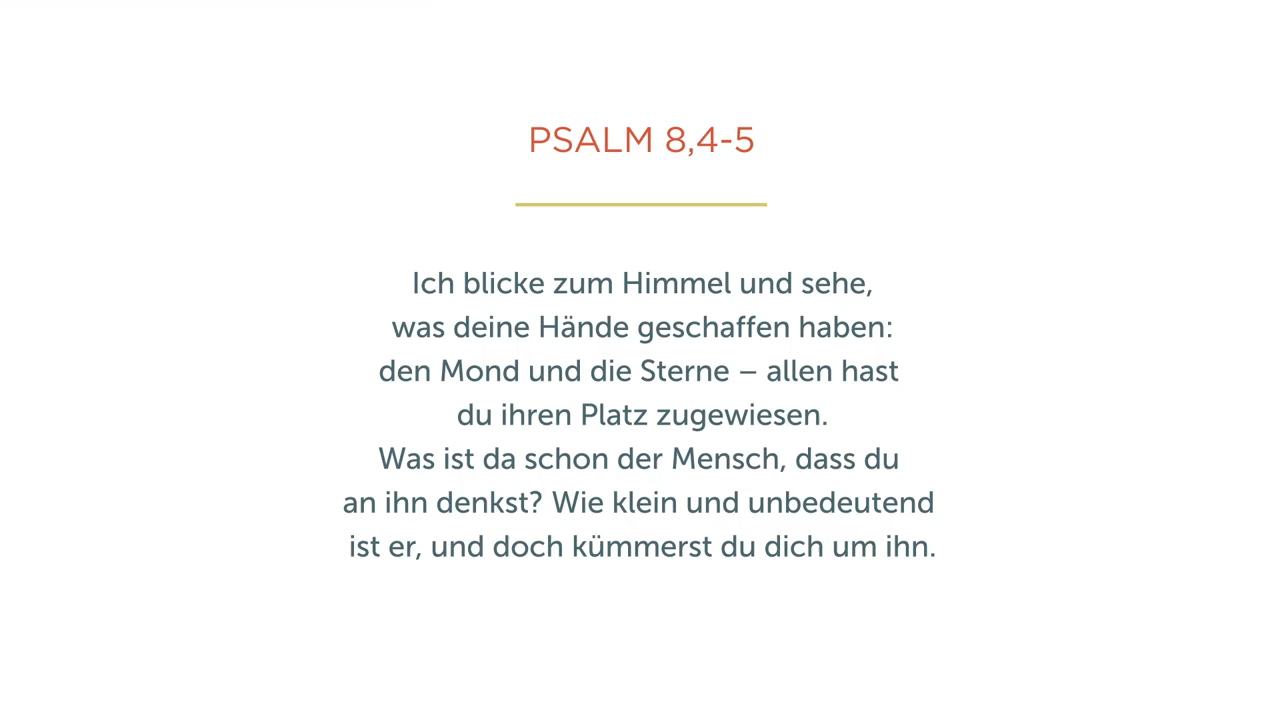 PSALM 8,4-5
Ich blicke zum Himmel und sehe,
was deine Hände geschaffen haben:
den Mond und die Sterne – allen hast
du ihren Platz zugewiesen.
Was ist da schon der Mensch, dass du
an ihn denkst? Wie klein und unbedeutend
ist er, und doch kümmerst du dich um ihn.